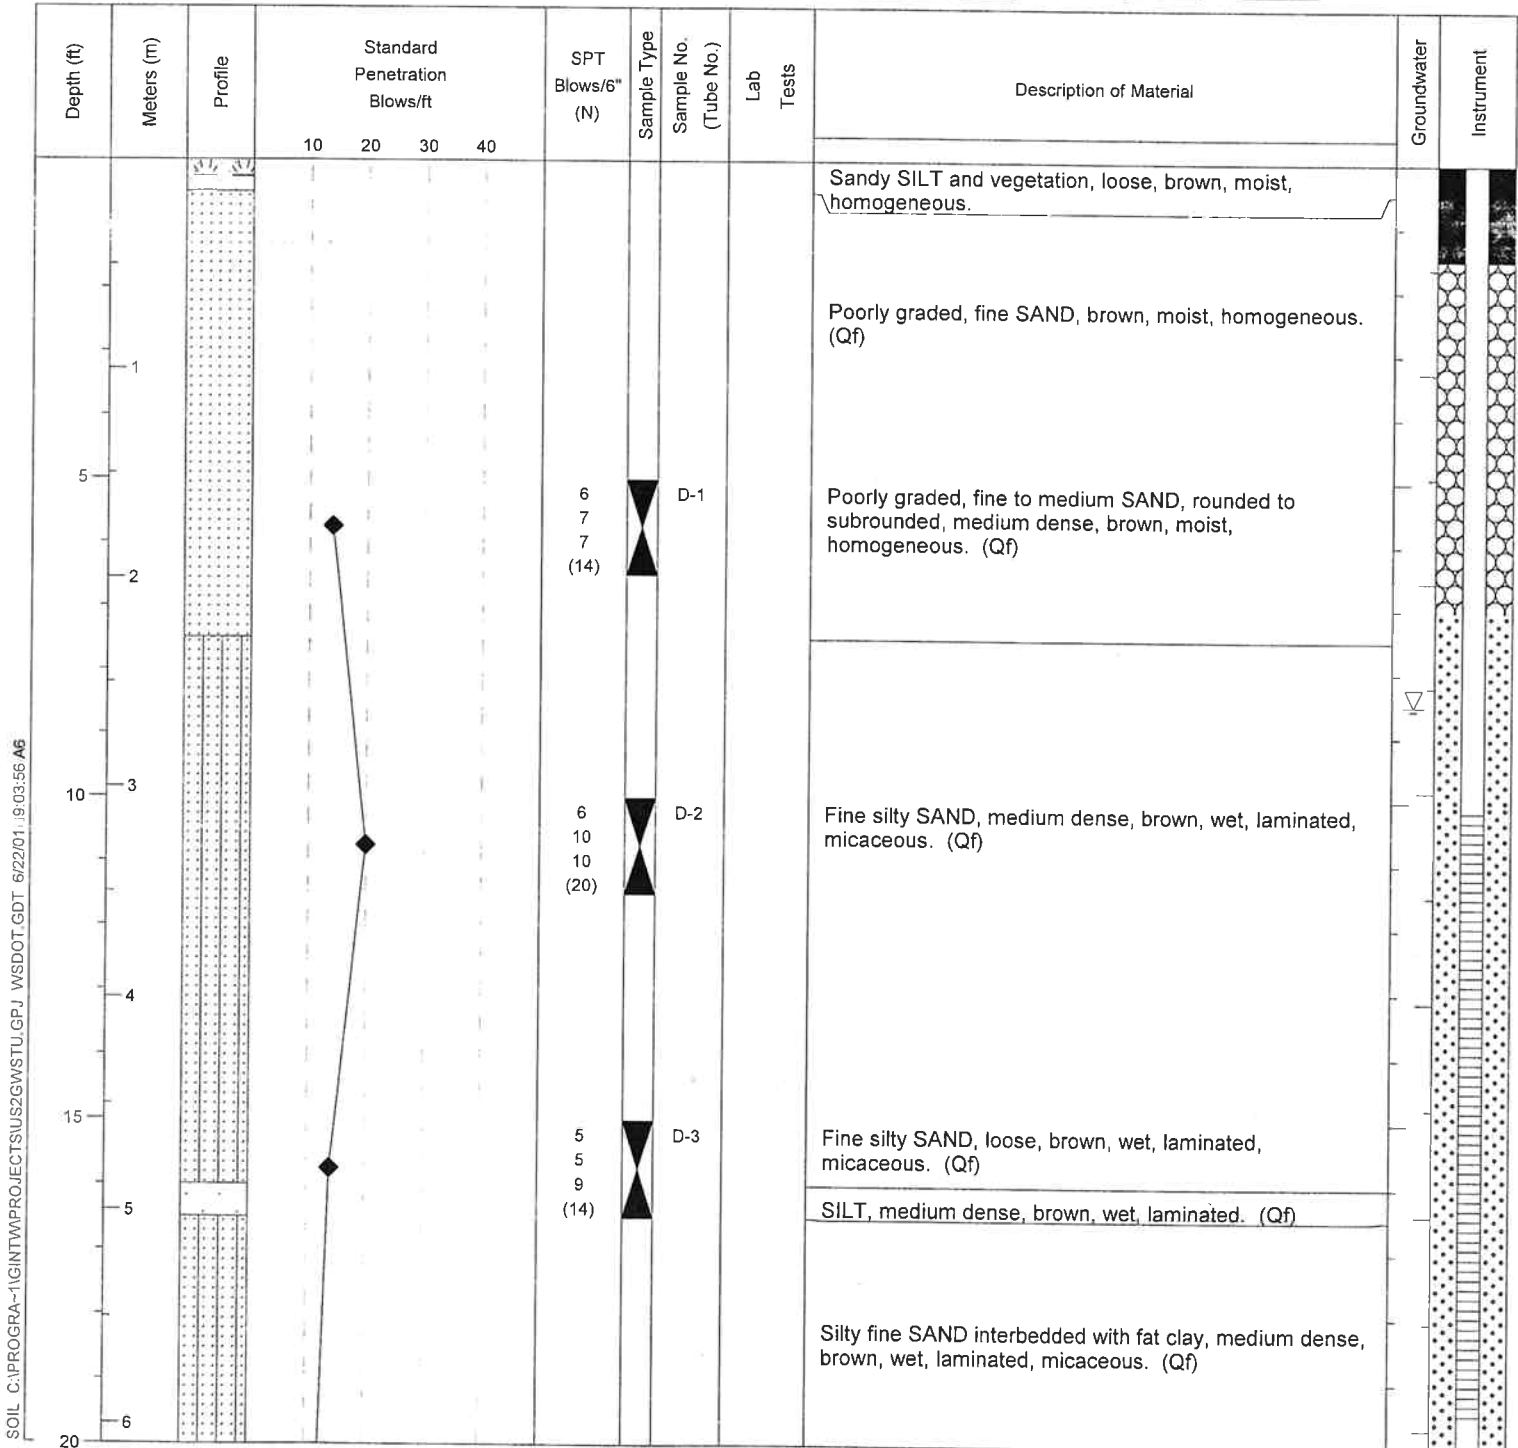 Depth (ft)
Meters (m)
Profile
Standard
Penetration
Blows/ft
10 20 30 40
SPT
Blows/6"
(N)
Sample Type
Sample No.
(Tube No.)
Lab
Tests
Description of Material
Groundwater
Instrument
Sandy SILT and vegetation, loose, brown, moist,
homogeneous.
Poorly graded, fine SAND, brown, moist, homogeneous.
(Qf)
1
5
6
7
7
(14)
D-1
Poorly graded, fine to medium SAND, rounded to
subrounded, medium dense, brown, moist,
homogeneous. (Qf)
2
3
10
6
10
10
(20)
D-2
Fine silty SAND, medium dense, brown, wet, laminated,
micaceous. (Qf)
4
15
5
5
9
(14)
D-3
Fine silty SAND, loose, brown, wet, laminated,
micaceous. (Qf)
5
SILT, medium dense, brown, wet, laminated. (Qf)
Silty fine SAND interbedded with fat clay, medium dense,
brown, wet, laminated, micaceous. (Qf)
6
20
SOIL C:\PROGRA~1\GINTW\PROJECTS\US2GWSTU.GPJ WSDOT.GDT 6/22/01 :9:03:56 A6